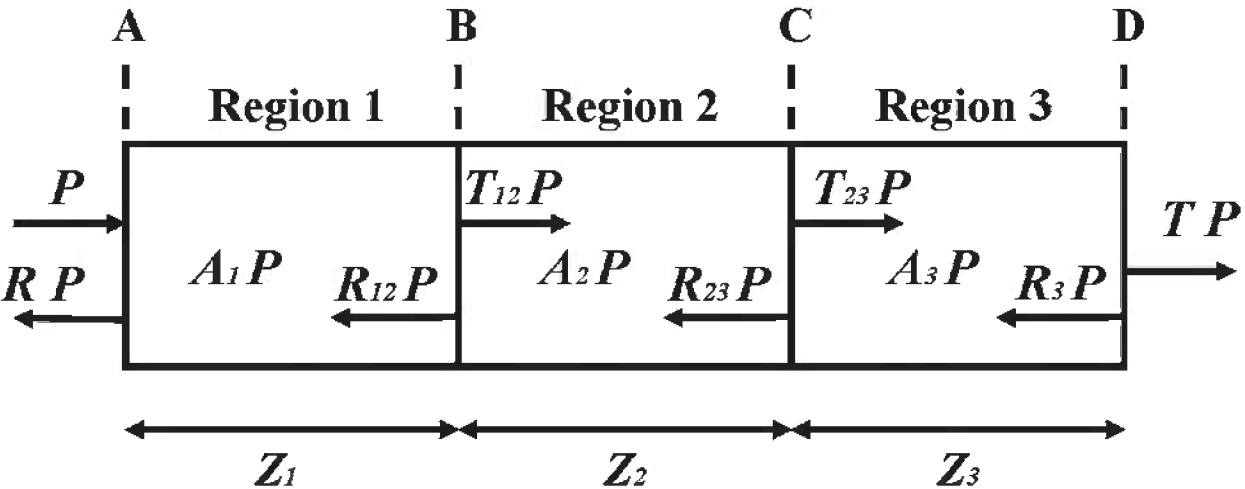 A B C D
Region 1 Region 2 Region 3
P T12 P T23 P T P
R P A1 P R12 P A2 P R23 P A3 P R3 P
Z1 Z2 Z3